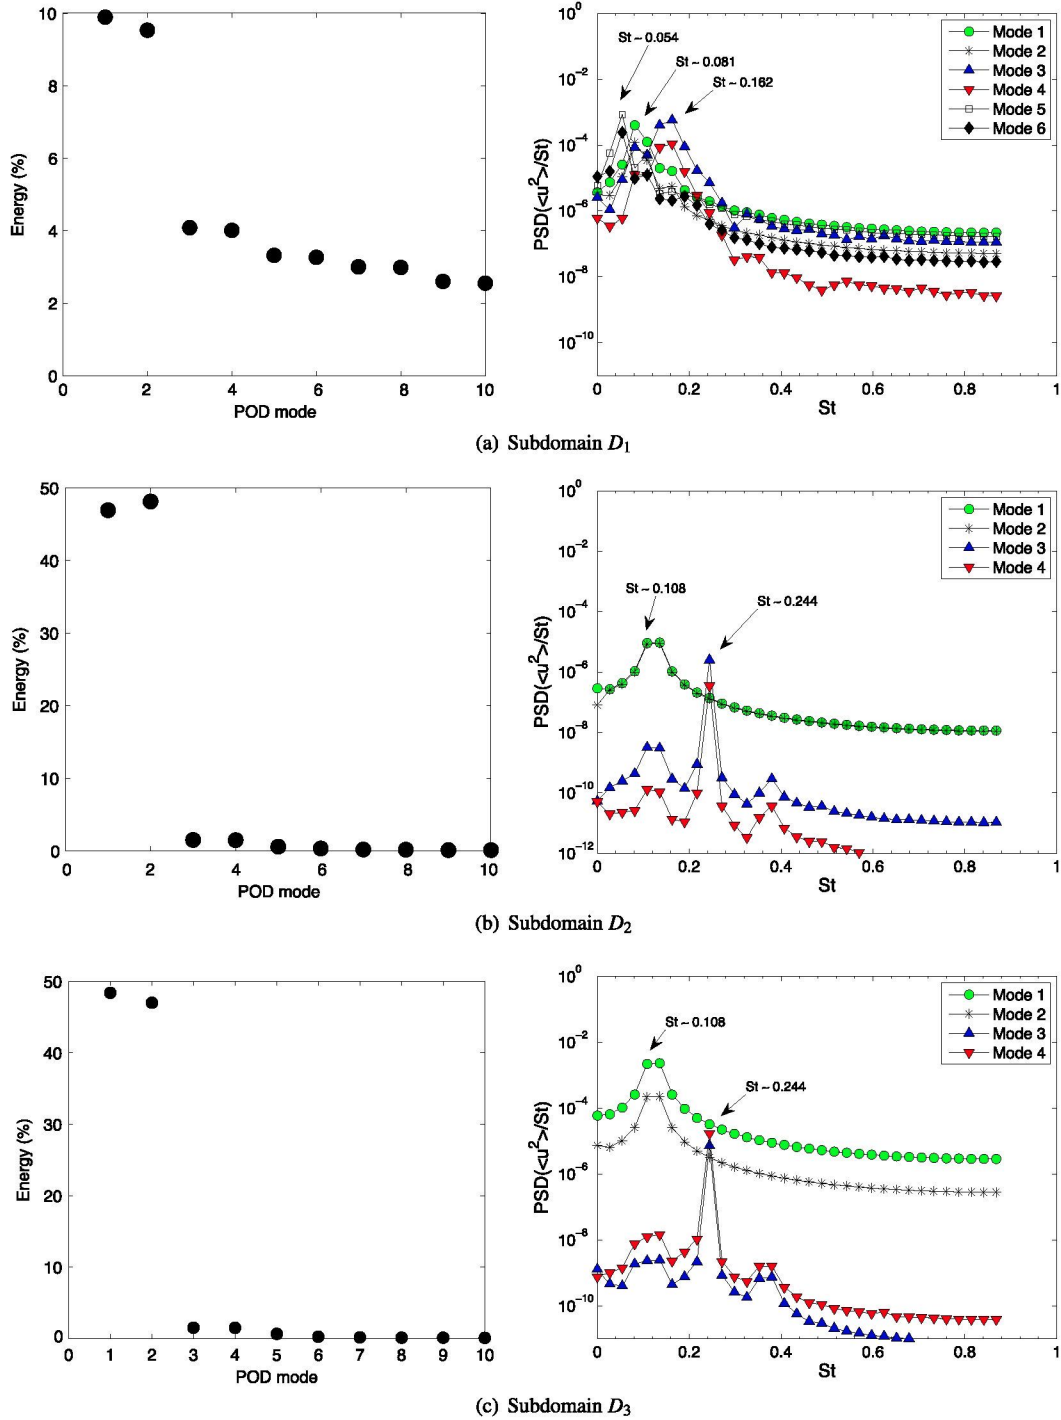 10
8
6
4
2
0
Energy (%)
0 2 4 6 8 10
POD mode
10^0
10^-2
10^-4
10^-6
10^-8
10^-10
PSD(<u^2>/St)
St ~ 0.054
St ~ 0.081
St ~ 0.162
Mode 1
Mode 2
Mode 3
Mode 4
Mode 5
Mode 6
0 0.2 0.4 0.6 0.8 1
St
(a) Subdomain D_1
50
40
30
20
10
0
Energy (%)
0 2 4 6 8 10
POD mode
10^0
10^-2
10^-4
10^-6
10^-8
10^-10
10^-12
PSD(<u^2>/St)
St ~ 0.108
St ~ 0.244
Mode 1
Mode 2
Mode 3
Mode 4
0 0.2 0.4 0.6 0.8 1
St
(b) Subdomain D_2
50
40
30
20
10
0
Energy (%)
0 1 2 3 4 5 6 7 8 9 10
POD mode
10^0
10^-2
10^-4
10^-6
10^-8
10^-10
PSD(<u^2>/St)
St ~ 0.108
St ~ 0.244
Mode 1
Mode 2
Mode 3
Mode 4
0 0.2 0.4 0.6 0.8 1
St
(c) Subdomain D_3